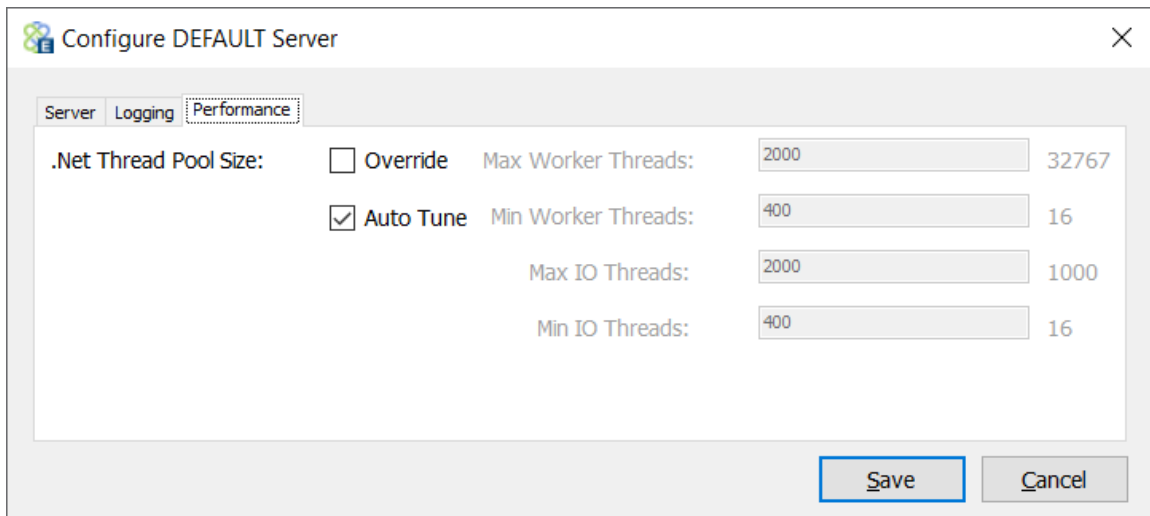 Configure DEFAULT Server
Server Logging Performance
.Net Thread Pool Size: Override Max Worker Threads: 2000 32767
Auto Tune Min Worker Threads: 400 16
Max IO Threads: 2000 1000
Min IO Threads: 400 16
Save Cancel